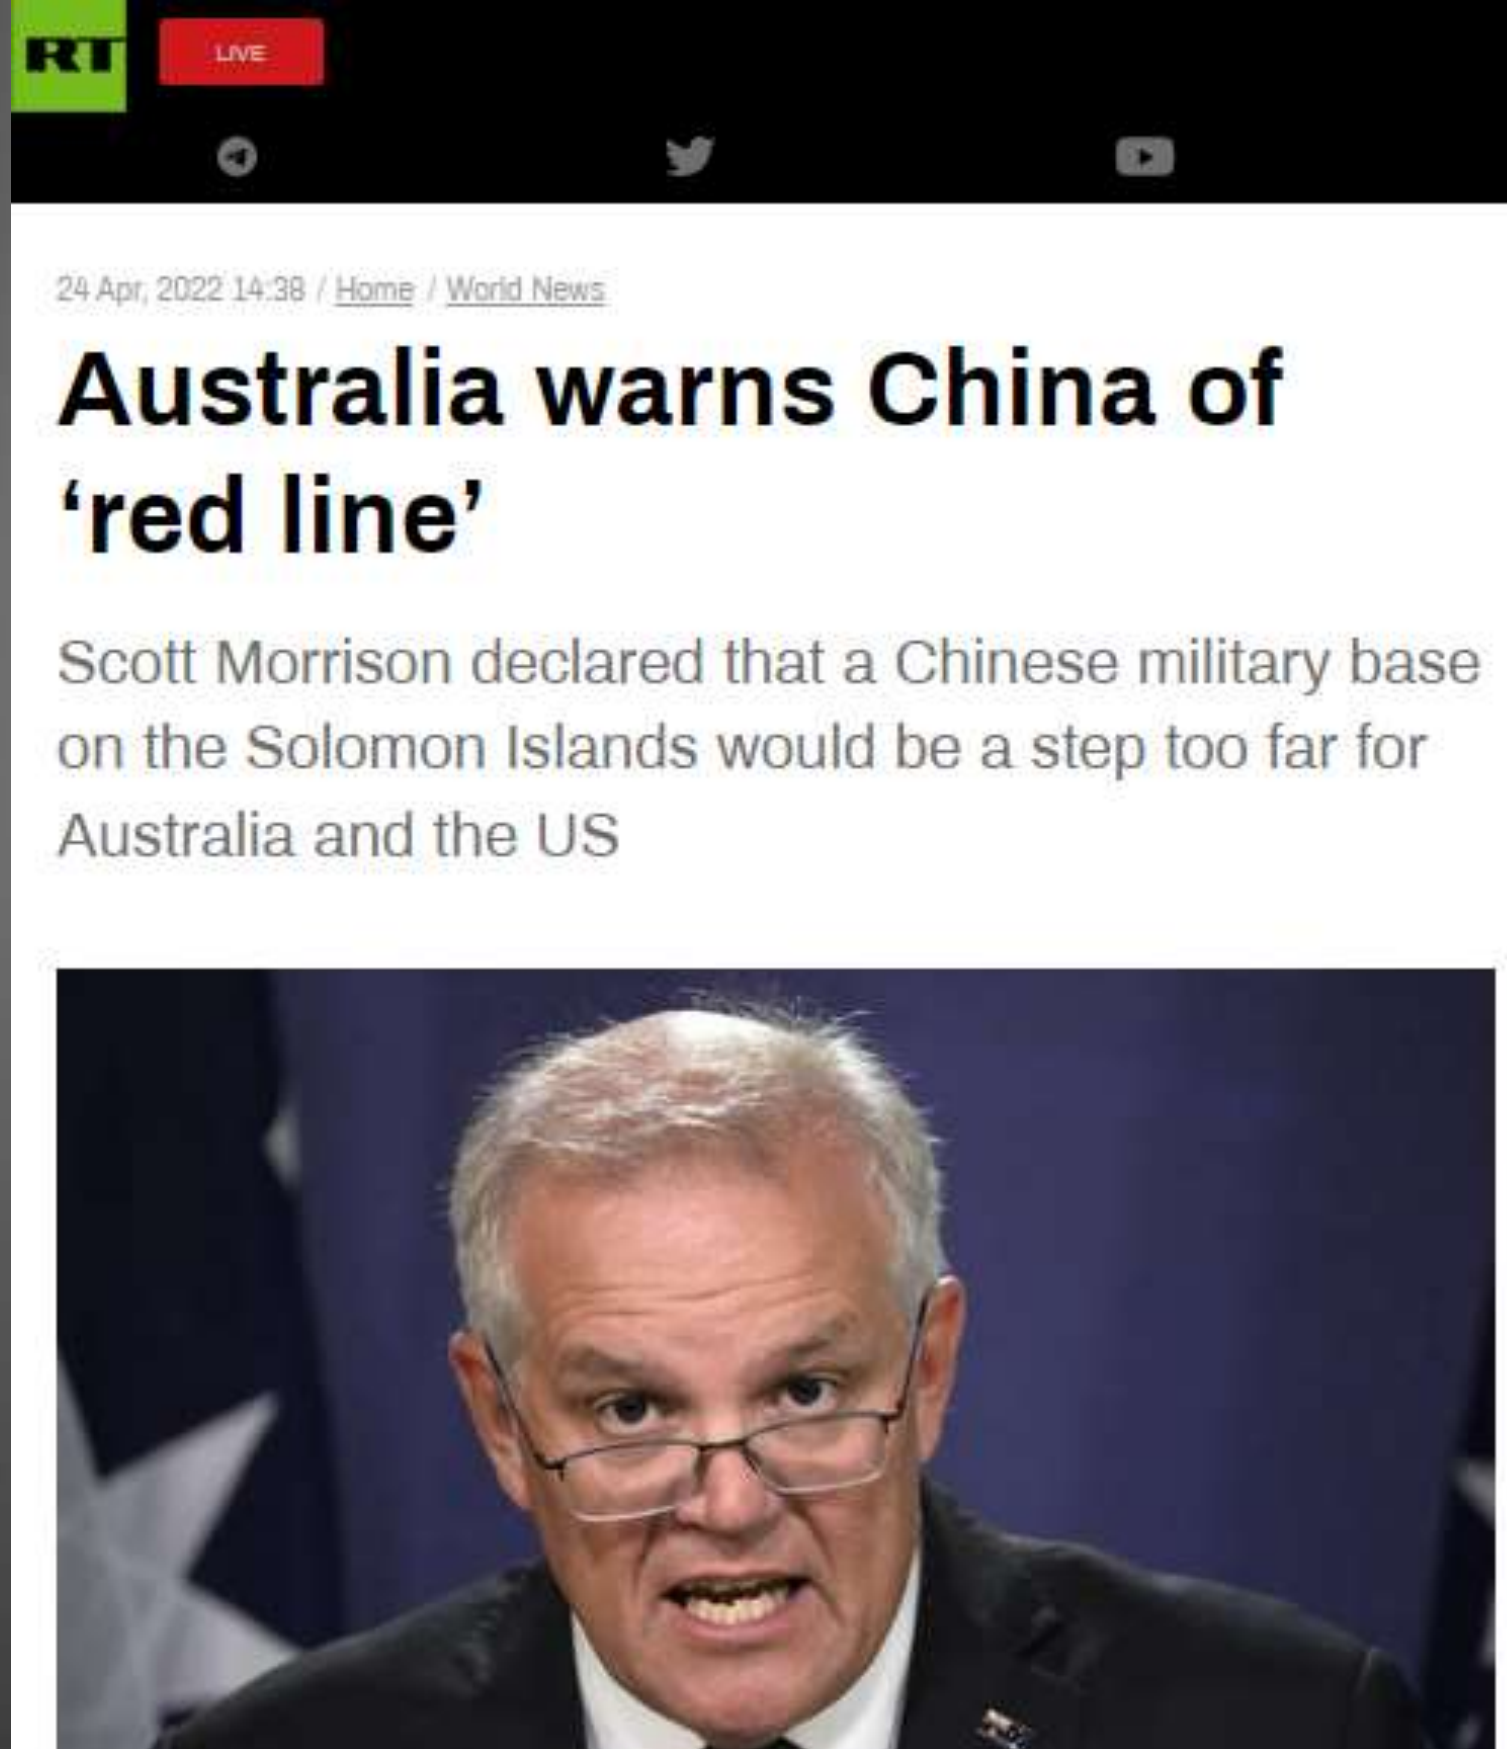 RT
LIVE
24 Apr, 2022 14:38 / Home / World News
Australia warns China of
‘red line’
Scott Morrison declared that a Chinese military base
on the Solomon Islands would be a step too far for
Australia and the US